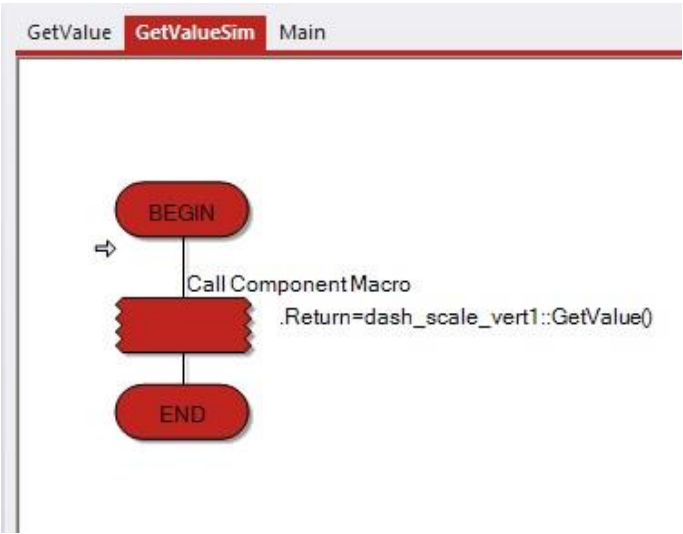 GetValue GetValueSim Main
BEGIN
Call Component Macro
.Return=dash_scale_vert1::GetValue()
END